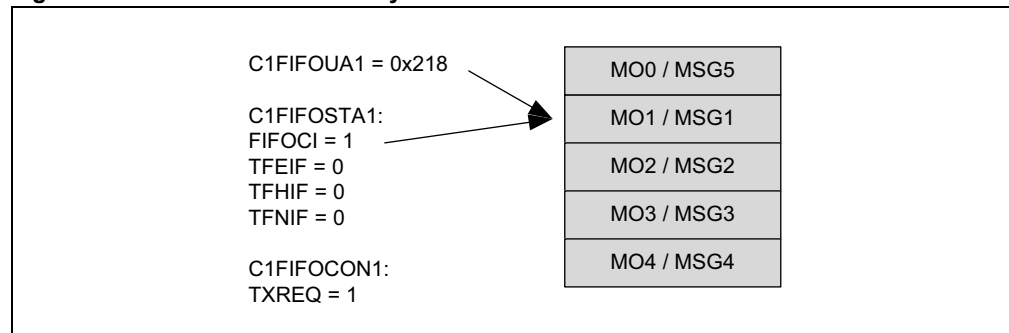 C1FIFOUA1 = 0x218
C1FIFOSTA1:
FIFOCI = 1
TFEIF = 0
TFHIF = 0
TFNIF = 0
C1FIFOCON1:
TXREQ = 1
MO0 / MSG5
MO1 / MSG1
MO2 / MSG2
MO3 / MSG3
MO4 / MSG4